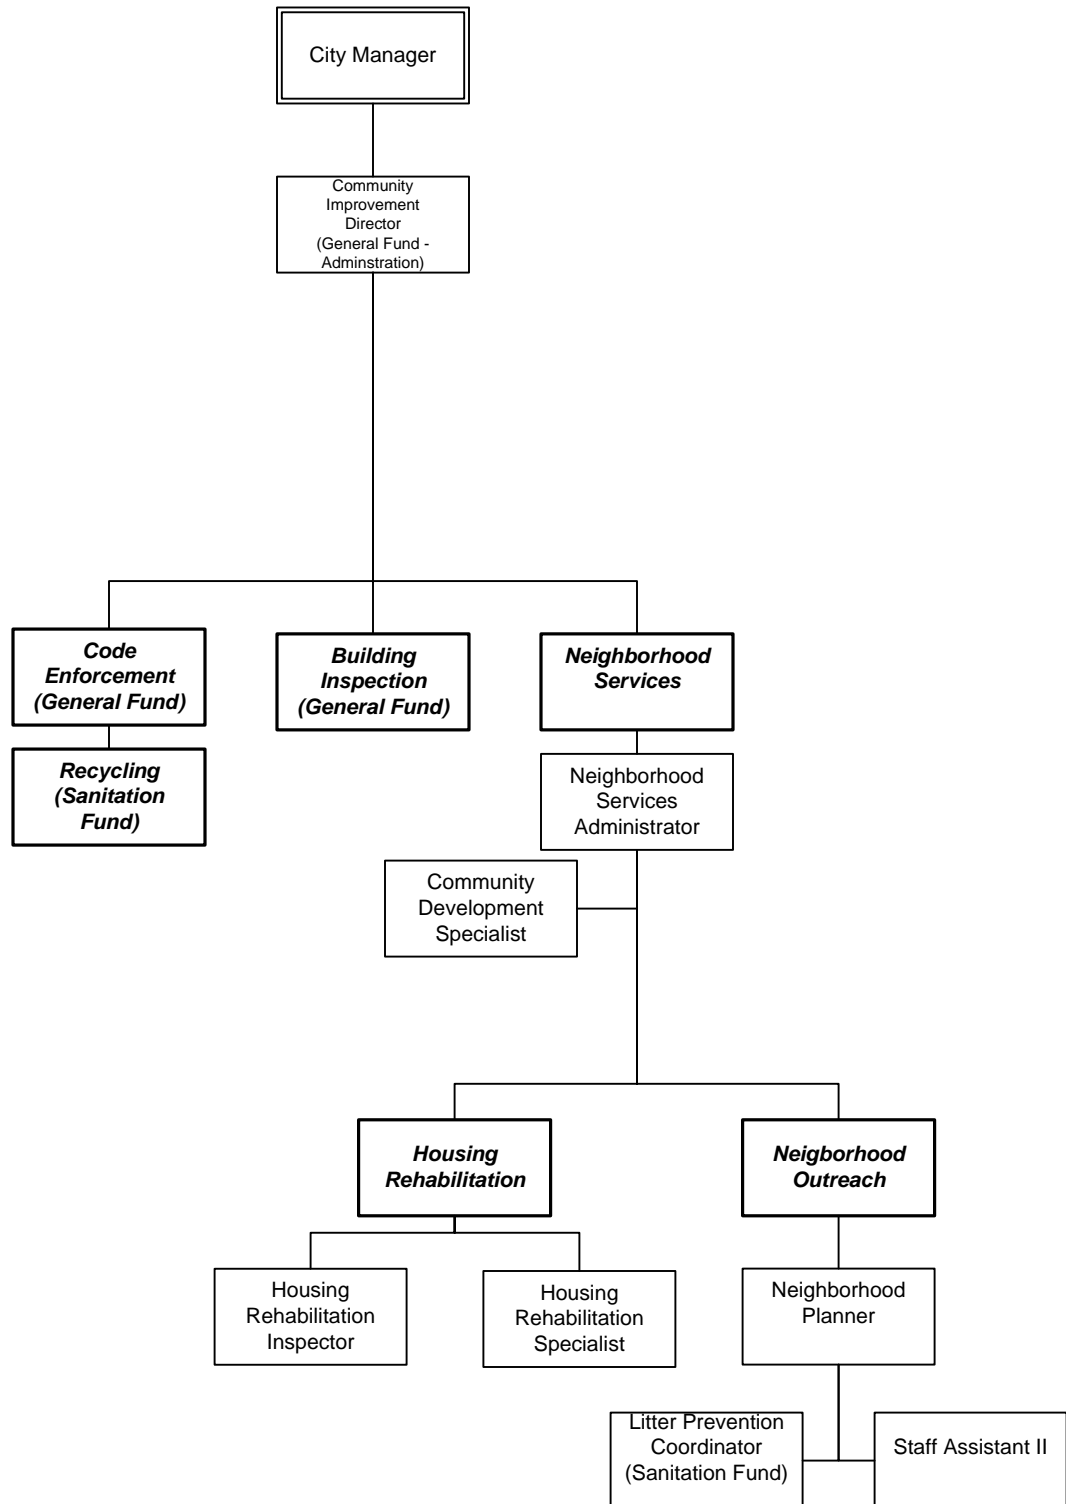 City Manager
Community
Improvement
Director
(General Fund -
Adminstration)
Code
Enforcement
(General Fund)
Building
Inspection
(General Fund)
Neighborhood
Services
Recycling
(Sanitation
Fund)
Neighborhood
Services
Administrator
Community
Development
Specialist
Housing
Rehabilitation
Neigborhood
Outreach
Housing
Rehabilitation
Inspector
Housing
Rehabilitation
Specialist
Neighborhood
Planner
Litter Prevention
Coordinator
(Sanitation Fund)
Staff Assistant II